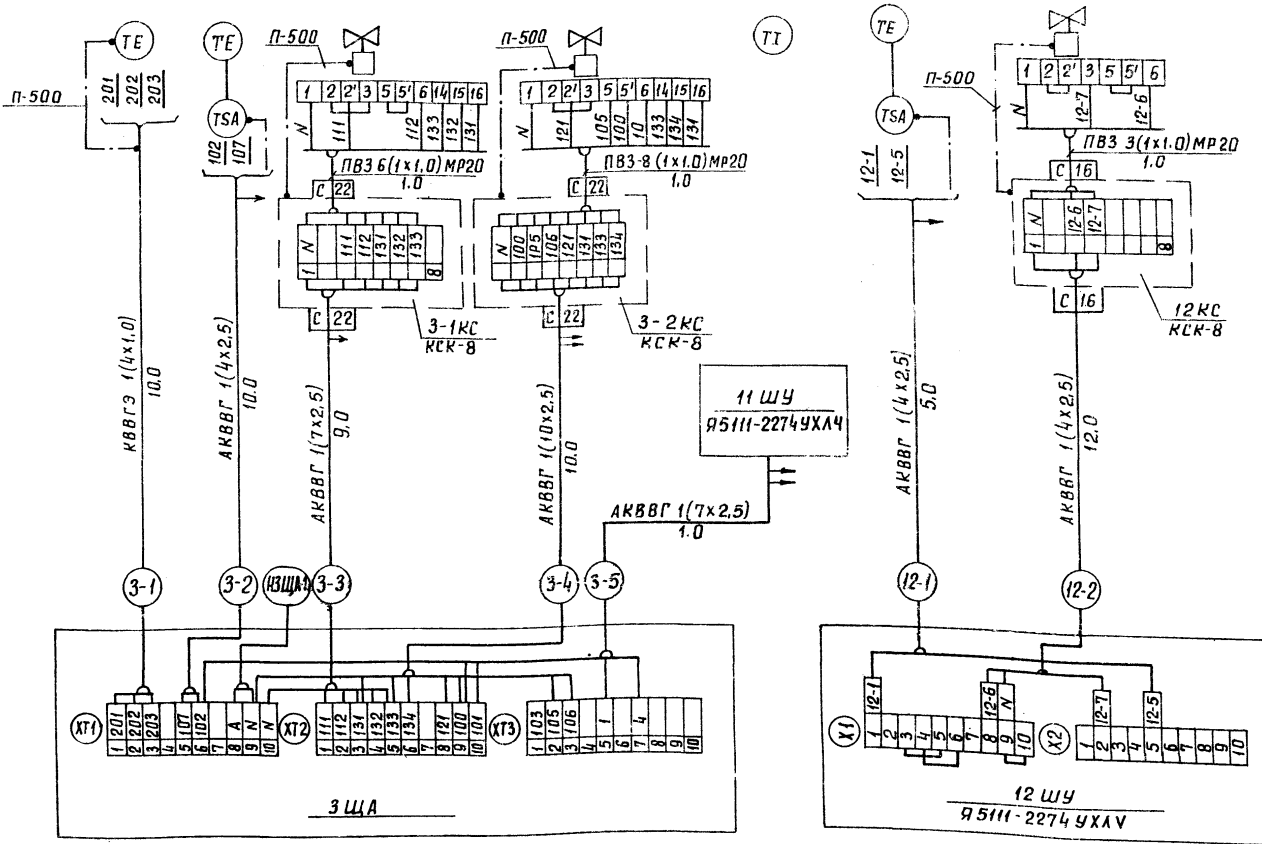 TE
TE
TI
TE
П-500
П-500
П-500
П-500
201
202
203
TSA
102
107
TSA
12-1
12-5
1 2 2' 3 5 5' 6 14 15 16
N 111 112 133 132 131
ПВ3 6(1х1,0)МР20
1.0
С 22
N 111 112 131 132 133
1 8
С 22
3-1КС
КСК-8
1 2 2' 3 5 5' 6 14 15 16
N 121 105 100 10 133 134 131
ПВ3-8(1х1.0)МР20
1.0
С 22
N 100 1Р5 106 121 131 133 134
С 22
3-2КС
КСК-8
1 2 2' 3 5 5' 6
N 12-7 12-6
ПВ3 3(1х1.0)МР20
1.0
С 16
N 12-6 12-7
1 8
С 16
12КС
КСК-8
КВВГЭ 1(4х1,0)
10.0
АКВВГ 1(4х2,5)
10.0
АКВВГ 1(7х2,5)
9.0
АКВВГ 1(10х2,5)
10.0
11 ШУ
Я5111-2274УХЛЧ
АКВВГ 1(7х2,5)
1.0
АКВВГ 1(4х2,5)
5.0
АКВВГ 1(4х2,5)
12.0
3-1
3-2
3-3
3-4
3-5
12-1
12-2
XT1
201 202 203 107 102 A N N
1 2 3 4 5 6 7 8 9 10
XT2
111 112 131 132 133 134 121 100 101
1 2 3 4 5 6 7 8 9 10
XT3
103 105 106 1 4
1 2 3 4 5 6 7 8 9 10
3 ЩА
X1
12-1 12-6 N
1 2 3 4 5 6 7 8 9 10
X2
12-7 12-5
1 2 3 4 5 6 7 8 9 10
12 ШУ
Я5111-2274УХЛV